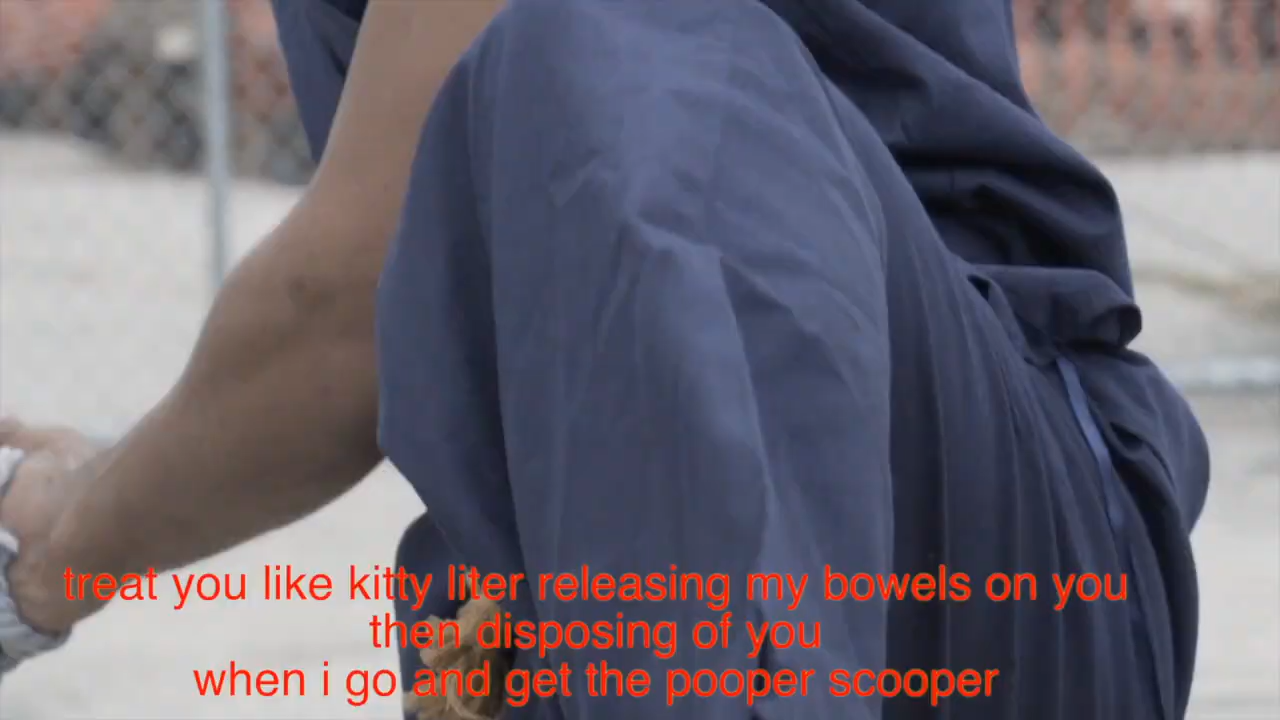 treat you like kitty liter releasing my bowels on you
then disposing of you
when i go and get the pooper scooper